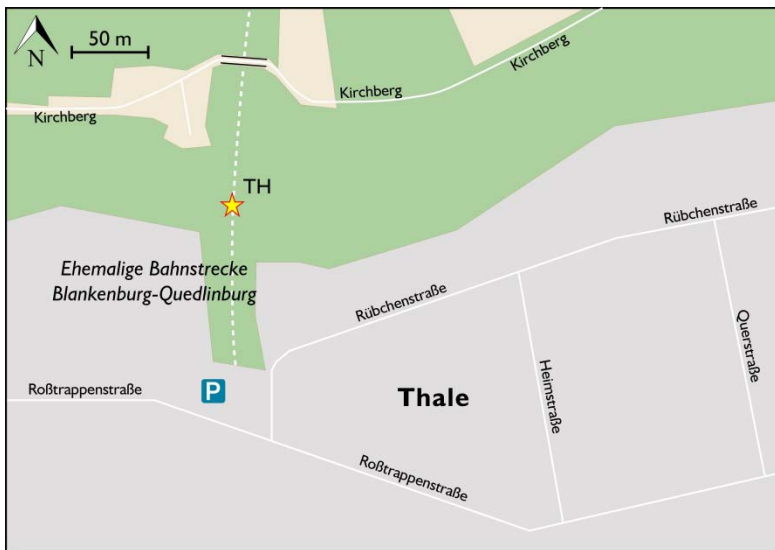 N
50 m
Kirchberg
Kirchberg
Kirchberg
TH
Rübchenstraße
Ehemalige Bahnstrecke
Blankenburg-Quedlinburg
Rübchenstraße
Querstraße
Heimstraße
Roßtrappenstraße
P
Thale
Roßtrappenstraße